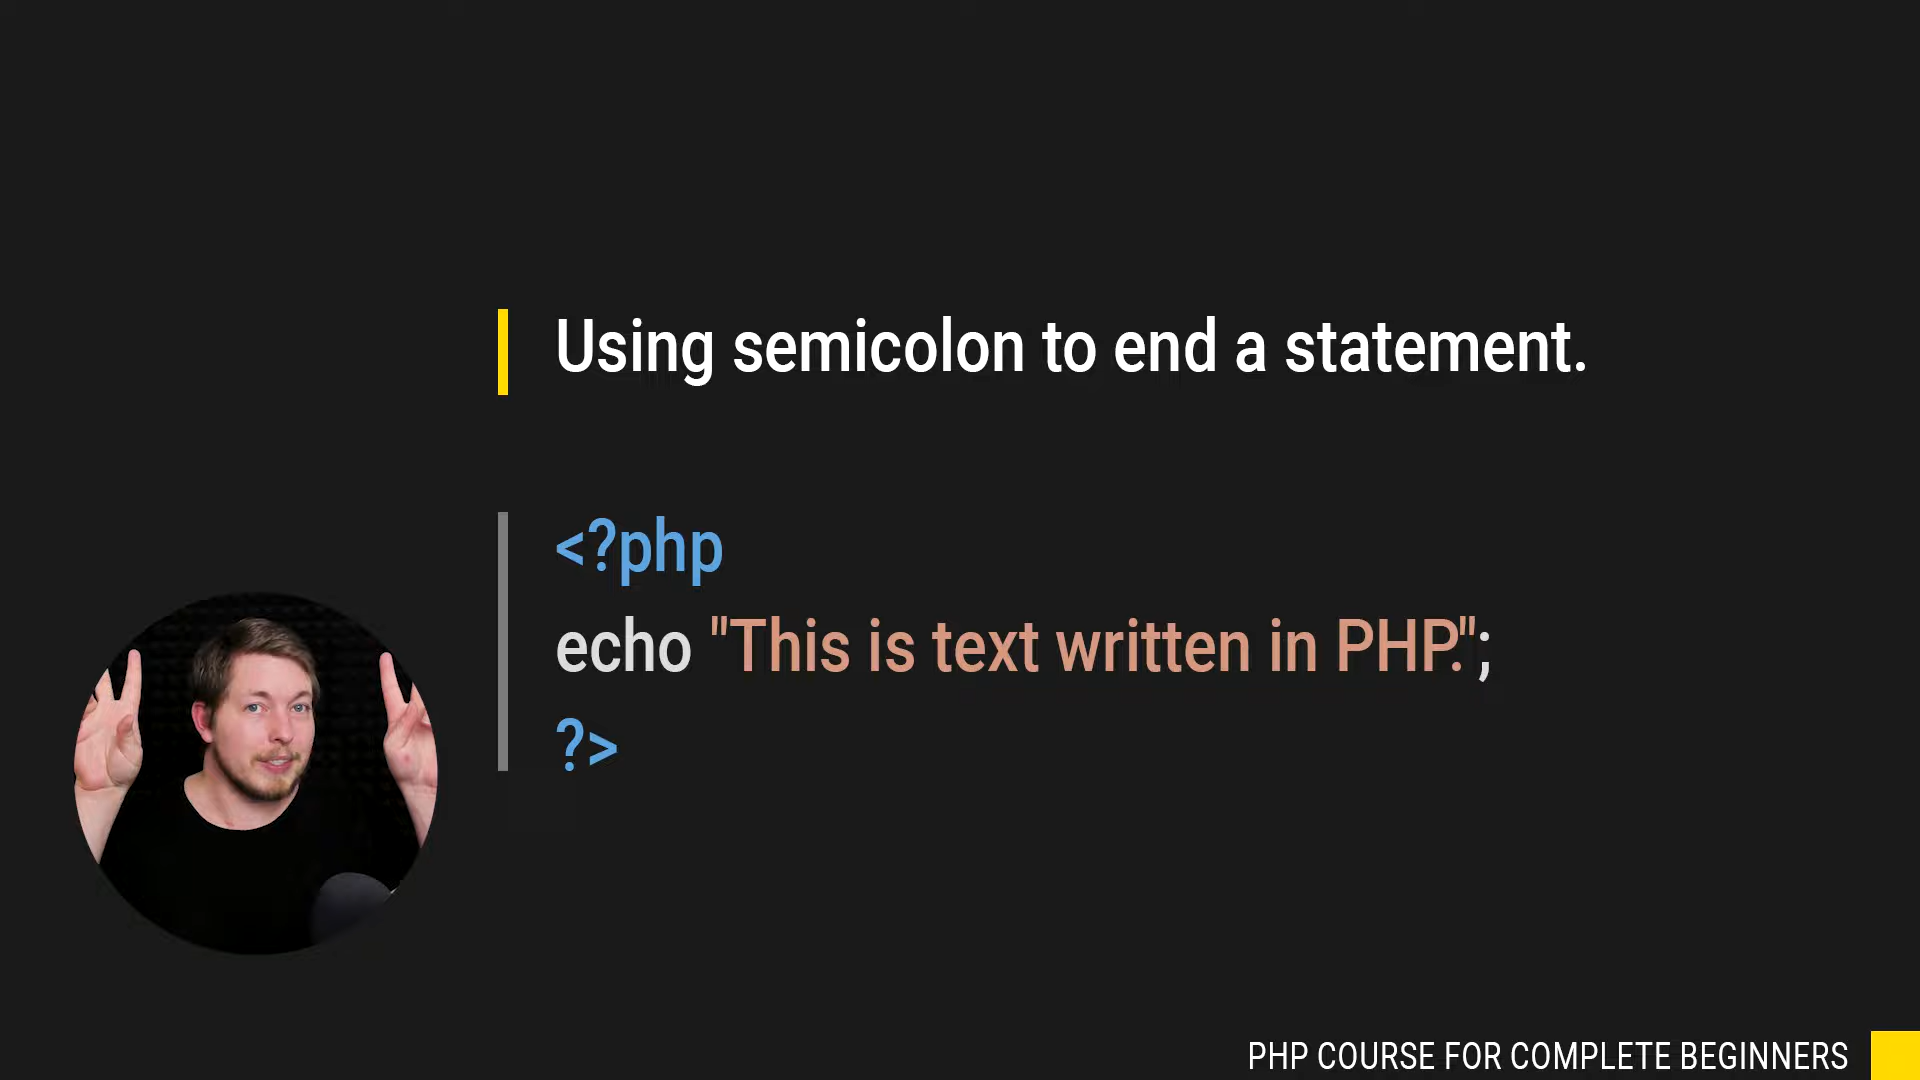 Using semicolon to end a statement.
<?php
echo "This is text written in PHP.";
?>
PHP COURSE FOR COMPLETE BEGINNERS